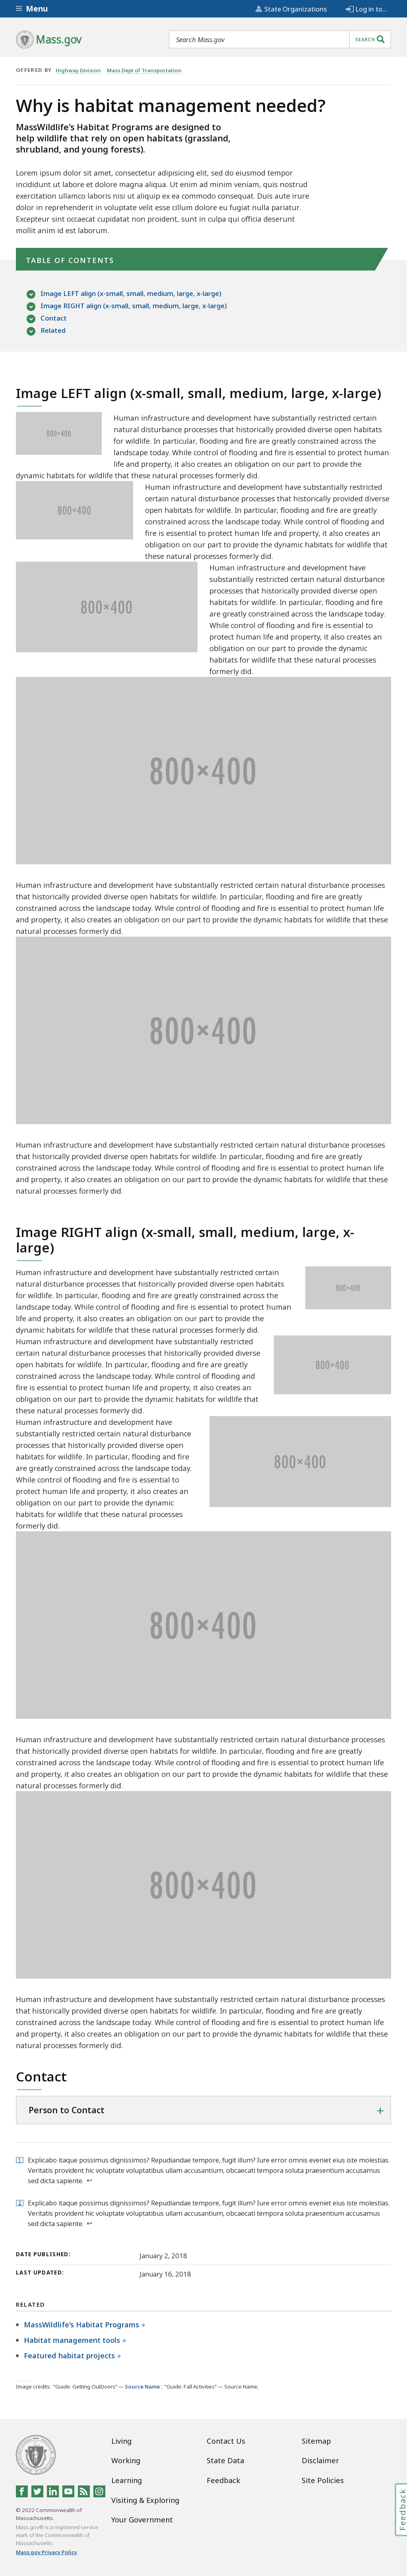 Menu
State Organizations
Log in to...
Mass.gov
Search Mass.gov
SEARCH
OFFERED BY Highway Division Mass Dept of Transportation
Why is habitat management needed?
MassWildlife's Habitat Programs are designed to
help wildlife that rely on open habitats (grassland,
shrubland, and young forests).
Lorem ipsum dolor sit amet, consectetur adipisicing elit, sed do eiusmod tempor
incididunt ut labore et dolore magna aliqua. Ut enim ad minim veniam, quis nostrud
exercitation ullamco laboris nisi ut aliquip ex ea commodo consequat. Duis aute irure
dolor in reprehenderit in voluptate velit esse cillum dolore eu fugiat nulla pariatur.
Excepteur sint occaecat cupidatat non proident, sunt in culpa qui officia deserunt
mollit anim id est laborum.
TABLE OF CONTENTS
Image LEFT align (x-small, small, medium, large, x-large)
Image RIGHT align (x-small, small, medium, large, x-large)
Contact
Related
Image LEFT align (x-small, small, medium, large, x-large)
800×400
Human infrastructure and development have substantially restricted certain
natural disturbance processes that historically provided diverse open habitats
for wildlife. In particular, flooding and fire are greatly constrained across the
landscape today. While control of flooding and fire is essential to protect human
life and property, it also creates an obligation on our part to provide the
dynamic habitats for wildlife that these natural processes formerly did.
800×400
Human infrastructure and development have substantially restricted
certain natural disturbance processes that historically provided diverse
open habitats for wildlife. In particular, flooding and fire are greatly
constrained across the landscape today. While control of flooding and
fire is essential to protect human life and property, it also creates an
obligation on our part to provide the dynamic habitats for wildlife that
these natural processes formerly did.
800×400
Human infrastructure and development have
substantially restricted certain natural disturbance
processes that historically provided diverse open
habitats for wildlife. In particular, flooding and fire
are greatly constrained across the landscape today.
While control of flooding and fire is essential to
protect human life and property, it also creates an
obligation on our part to provide the dynamic
habitats for wildlife that these natural processes
formerly did.
800×400
Human infrastructure and development have substantially restricted certain natural disturbance processes
that historically provided diverse open habitats for wildlife. In particular, flooding and fire are greatly
constrained across the landscape today. While control of flooding and fire is essential to protect human life
and property, it also creates an obligation on our part to provide the dynamic habitats for wildlife that these
natural processes formerly did.
800×400
Human infrastructure and development have substantially restricted certain natural disturbance processes
that historically provided diverse open habitats for wildlife. In particular, flooding and fire are greatly
constrained across the landscape today. While control of flooding and fire is essential to protect human life
and property, it also creates an obligation on our part to provide the dynamic habitats for wildlife that these
natural processes formerly did.
Image RIGHT align (x-small, small, medium, large, x-
large)
Human infrastructure and development have substantially restricted certain
natural disturbance processes that historically provided diverse open habitats
for wildlife. In particular, flooding and fire are greatly constrained across the
landscape today. While control of flooding and fire is essential to protect human
life and property, it also creates an obligation on our part to provide the
dynamic habitats for wildlife that these natural processes formerly did.
800×400
Human infrastructure and development have substantially restricted
certain natural disturbance processes that historically provided diverse
open habitats for wildlife. In particular, flooding and fire are greatly
constrained across the landscape today. While control of flooding and
fire is essential to protect human life and property, it also creates an
obligation on our part to provide the dynamic habitats for wildlife that
these natural processes formerly did.
800×400
Human infrastructure and development have
substantially restricted certain natural disturbance
processes that historically provided diverse open
habitats for wildlife. In particular, flooding and fire
are greatly constrained across the landscape today.
While control of flooding and fire is essential to
protect human life and property, it also creates an
obligation on our part to provide the dynamic
habitats for wildlife that these natural processes
formerly did.
800×400
800×400
Human infrastructure and development have substantially restricted certain natural disturbance processes
that historically provided diverse open habitats for wildlife. In particular, flooding and fire are greatly
constrained across the landscape today. While control of flooding and fire is essential to protect human life
and property, it also creates an obligation on our part to provide the dynamic habitats for wildlife that these
natural processes formerly did.
800×400
Human infrastructure and development have substantially restricted certain natural disturbance processes
that historically provided diverse open habitats for wildlife. In particular, flooding and fire are greatly
constrained across the landscape today. While control of flooding and fire is essential to protect human life
and property, it also creates an obligation on our part to provide the dynamic habitats for wildlife that these
natural processes formerly did.
Contact
Person to Contact +
1 Explicabo itaque possimus dignissimos? Repudiandae tempore, fugit illum? Iure error omnis eveniet eius iste molestias.
Veritatis provident hic voluptate voluptatibus ullam accusantium, obcaecati tempora soluta praesentium accusamus
sed dicta sapiente. ↩
2 Explicabo itaque possimus dignissimos? Repudiandae tempore, fugit illum? Iure error omnis eveniet eius iste molestias.
Veritatis provident hic voluptate voluptatibus ullam accusantium, obcaecati tempora soluta praesentium accusamus
sed dicta sapiente. ↩
DATE PUBLISHED: January 2, 2018
LAST UPDATED: January 16, 2018
RELATED
MassWildlife's Habitat Programs
Habitat management tools
Featured habitat projects
Image credits: "Guide: Getting OutDoors" — Source Name; "Guide: Fall Activities" — Source Name.
Living
Working
Learning
Visiting & Exploring
Your Government
Contact Us
State Data
Feedback
Sitemap
Disclaimer
Site Policies
© 2022 Commonwealth of
Massachusetts.
Mass.gov® is a registered service
mark of the Commonwealth of
Massachusetts.
Mass.gov Privacy Policy
Feedback